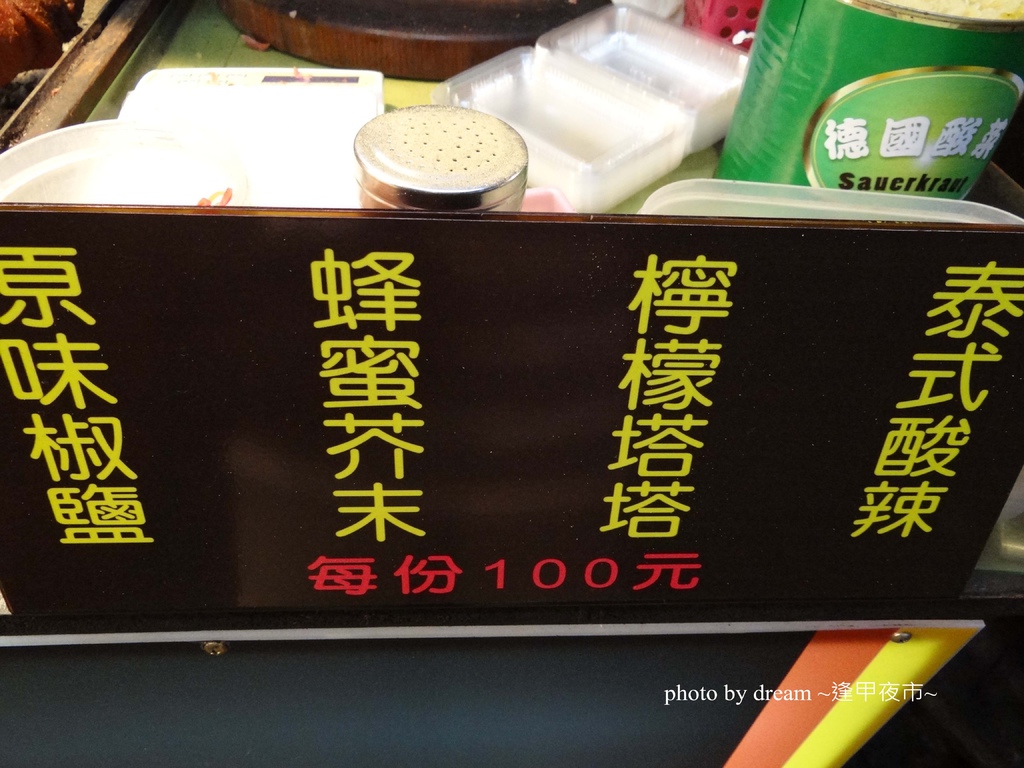 德國酸菜
Sauerkraut
原味椒鹽
蜂蜜芥末
檸檬塔塔
泰式酸辣
每份100元
photo by dream ~逢甲夜市~